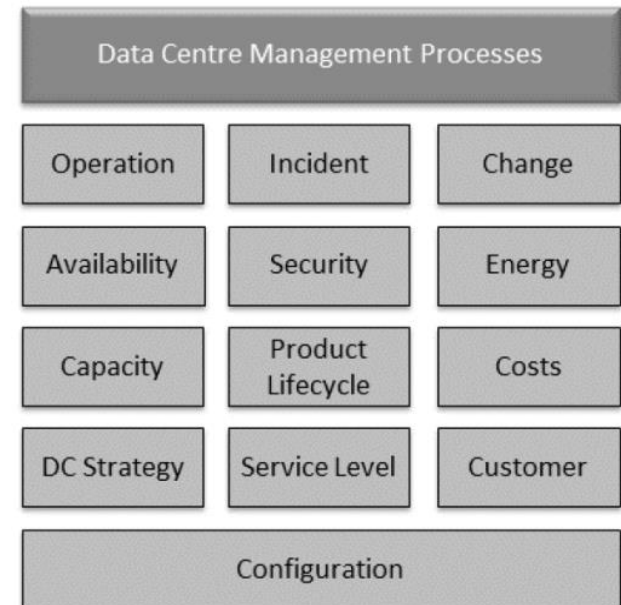 Data Centre Management Processes
Operation
Incident
Change
Availability
Security
Energy
Capacity
Product
Lifecycle
Costs
DC Strategy
Service Level
Customer
Configuration